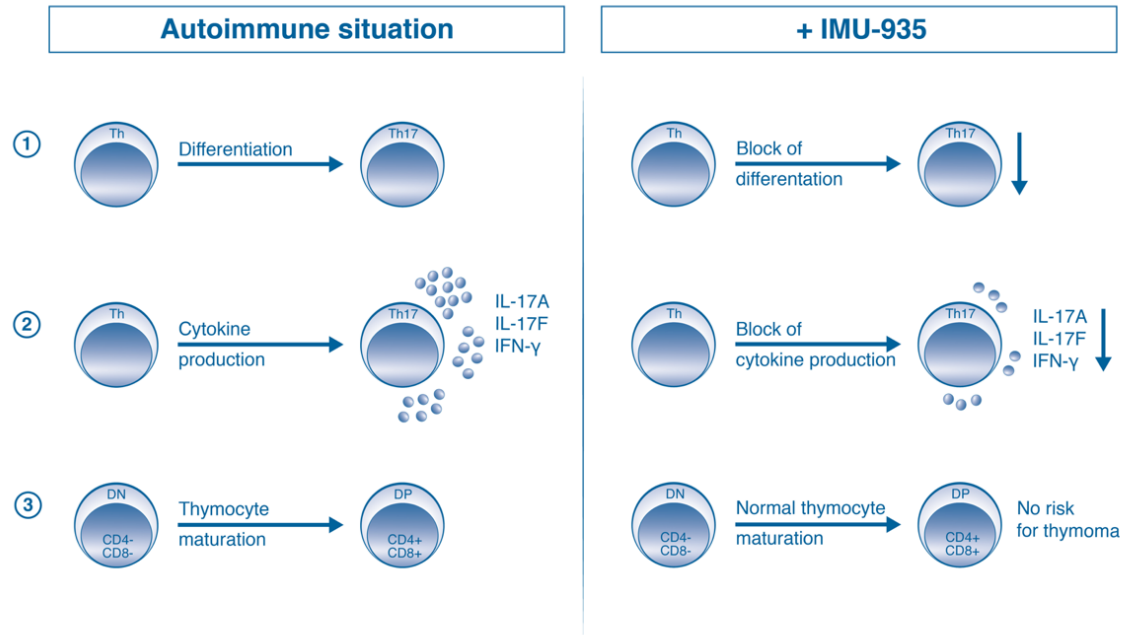 Autoimmune situation
+ IMU-935
1
Th
Differentiation
Th17
Th
Block of
differentation
Th17
2
Th
Cytokine
production
Th17
IL-17A
IL-17F
IFN-γ
Th
Block of
cytokine production
Th17
IL-17A
IL-17F
IFN-γ
3
DN
CD4-
CD8-
Thymocyte
maturation
DP
CD4+
CD8+
DN
CD4-
CD8-
Normal thymocyte
maturation
DP
CD4+
CD8+
No risk
for thymoma